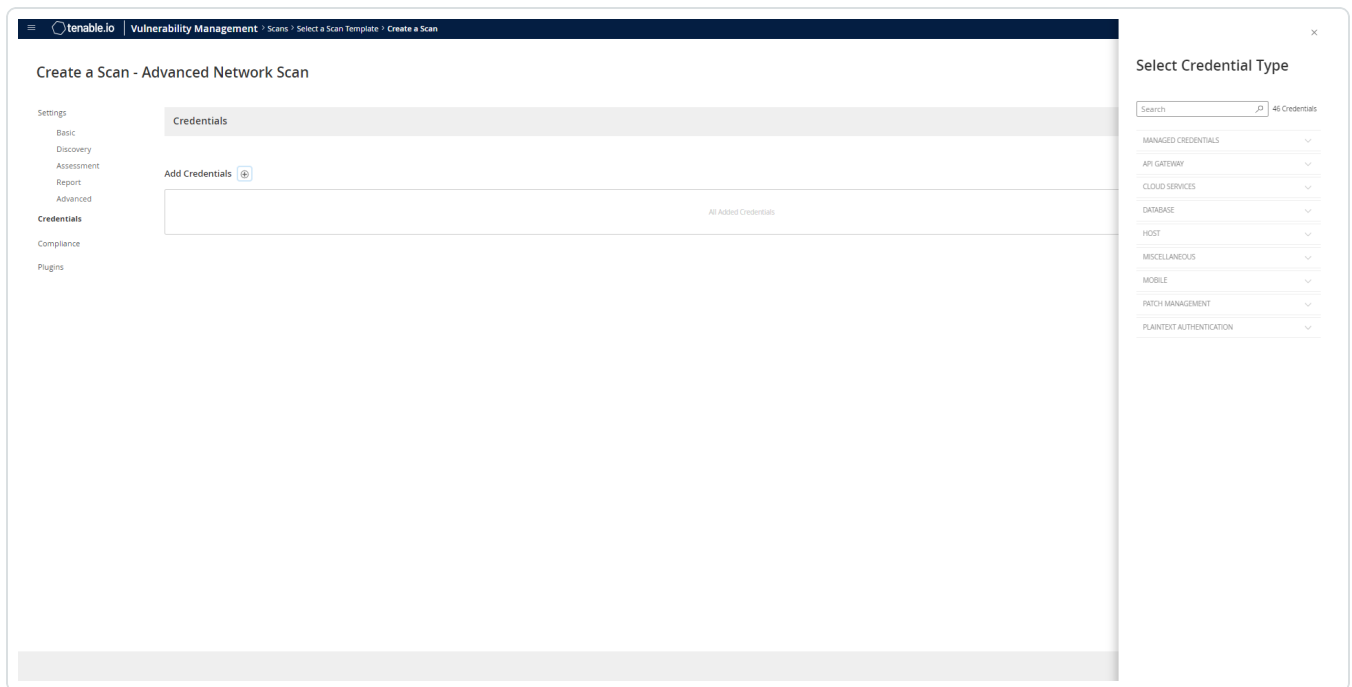 tenable.io Vulnerability Management > Scans > Select a Scan Template > Create a Scan
Create a Scan - Advanced Network Scan
Settings
Basic
Discovery
Assessment
Report
Advanced
Credentials
Compliance
Plugins
Credentials
Add Credentials
All Added Credentials
Select Credential Type
Search 46 Credentials
MANAGED CREDENTIALS
API GATEWAY
CLOUD SERVICES
DATABASE
HOST
MISCELLANEOUS
MOBILE
PATCH MANAGEMENT
PLAINTEXT AUTHENTICATION